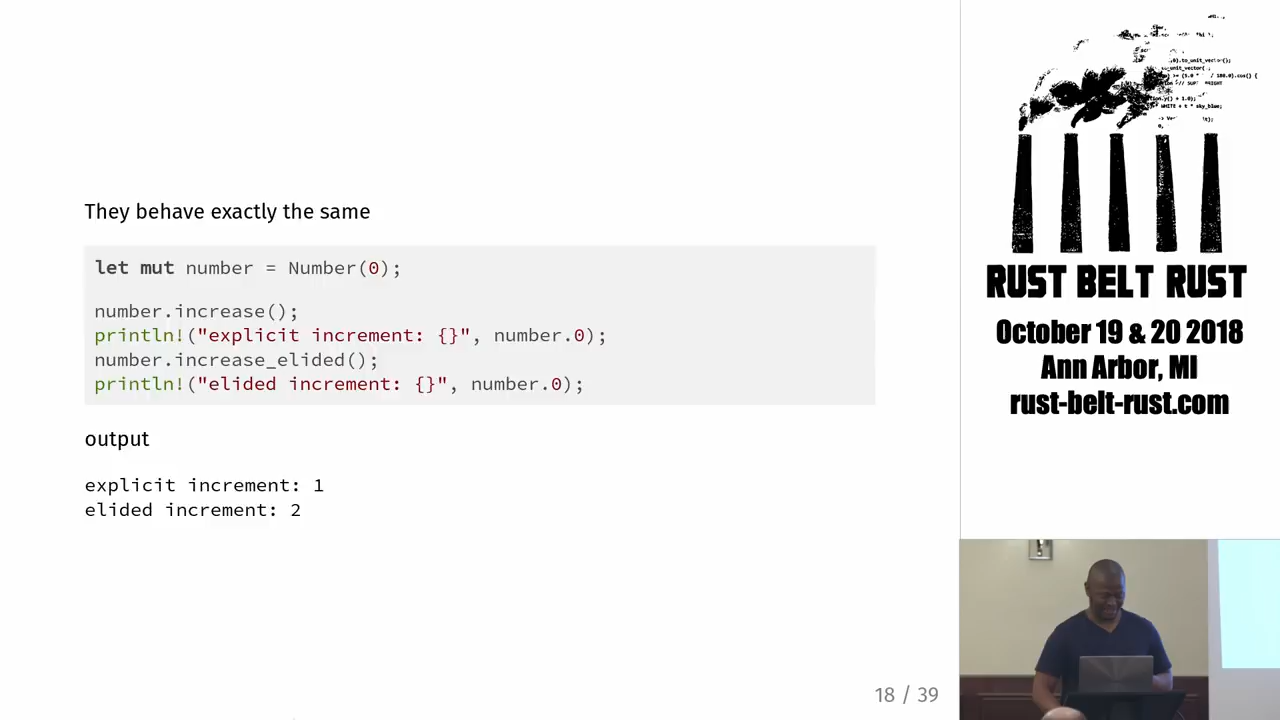 They behave exactly the same
let mut number = Number(0);
number.increase();
println!("explicit increment: {}", number.0);
number.increase_elided();
println!("elided increment: {}", number.0);
output
explicit increment: 1
elided increment: 2
18 / 39
RUST BELT RUST
October 19 & 20 2018
Ann Arbor, MI
rust-belt-rust.com